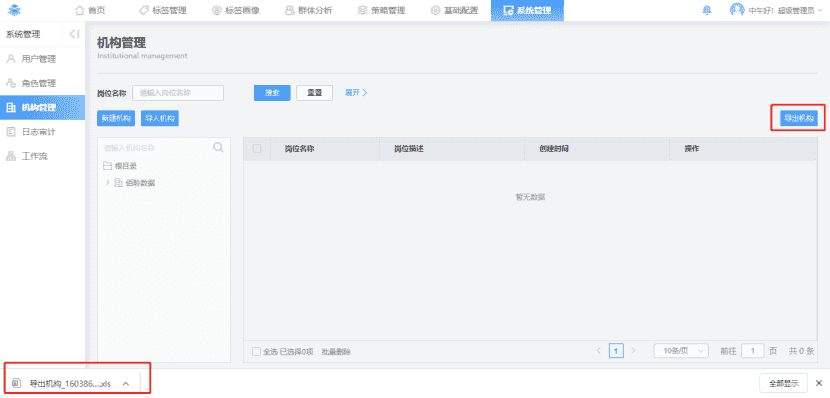 首页 标签管理 标签画像 群体分析 策略管理 基础配置 系统管理 中午好！超级管理员
系统管理
用户管理
角色管理
机构管理
日志审计
工作流
机构管理
Institutional management
岗位名称 请输入岗位名称 搜索 重置 展开
新建机构 导入机构 导出机构
请输入机构名称
根目录
佰聆数据
岗位名称 岗位描述 创建时间 操作
暂无数据
全选 已选择0项 批量删除 1 10条/页 前往 1 页 共 0 条
导出机构_160386....xls 全部显示